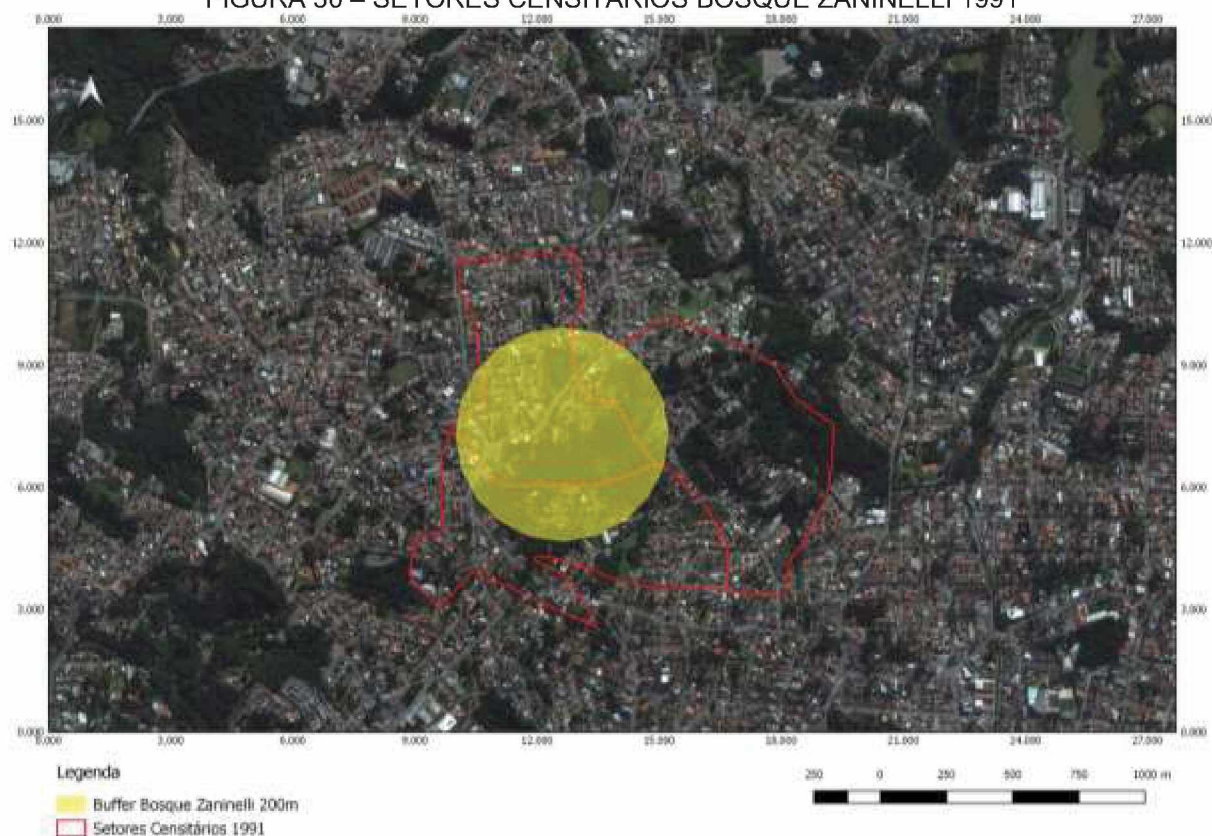 FIGURA 50 – SETORES CENSITÁRIOS BOSQUE ZANINELLI 1991
0.000 3.000 6.000 9.000 12.000 15.000 18.000 21.000 24.000 27.000
15.000 15.000
12.000 12.000
9.000 9.000
6.000 6.000
3.000 3.000
0.000 0.000
0.000 3.000 6.000 9.000 12.000 15.000 18.000 21.000 24.000 27.000
Legenda
Buffer Bosque Zaninelli 200m
Setores Censitários 1991
250 0 250 500 750 1000 m